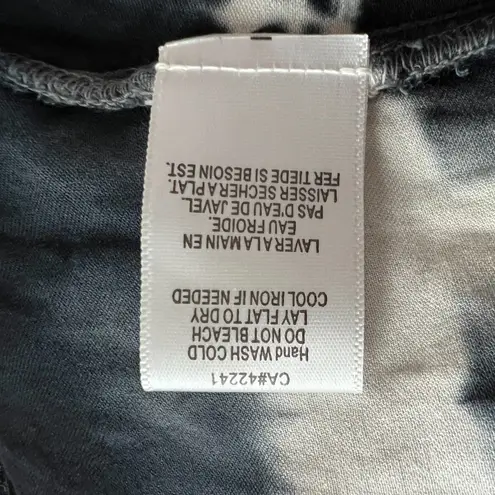 CA#42241
Hand WASH COLD
DO NOT BLEACH
LAY FLAT TO DRY
COOL IRON IF NEEDED
LAVER A LA MAIN EN
EAU FROIDE.
PAS D'EAU DE JAVEL.
LAISSER SECHER A PLAT.
FER TIEDE SI BESOIN EST.